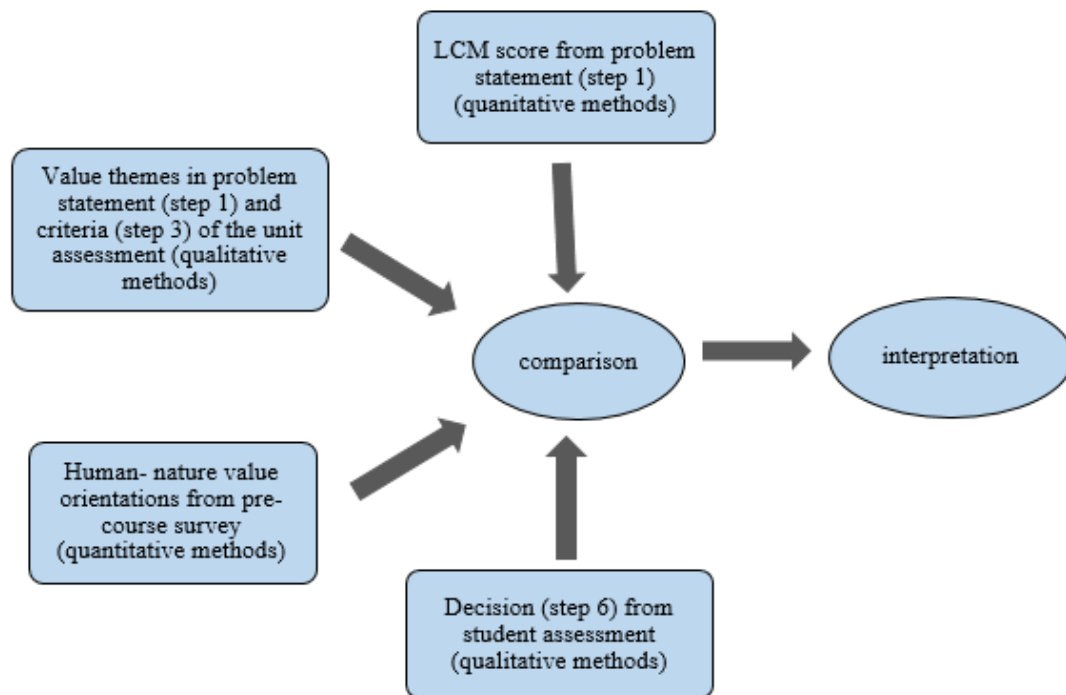 LCM score from problem
statement (step 1)
(quanitative methods)
Value themes in problem
statement (step 1) and
criteria (step 3) of the unit
assessment (qualitative
methods)
comparison
interpretation
Human- nature value
orientations from pre-
course survey
(quantitative methods)
Decision (step 6) from
student assessment
(qualitative methods)